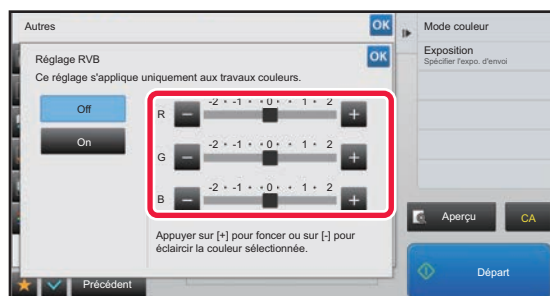 Autres
OK
Réglage RVB
OK
Ce réglage s'applique uniquement aux travaux couleurs.
Off
On
-2 • -1 • • 0 • • 1 • 2
R
-2 • -1 • • 0 • • 1 • 2
G
-2 • -1 • • 0 • • 1 • 2
B
Appuyer sur [+] pour foncer ou sur [-] pour
éclaircir la couleur sélectionnée.
Précédent
Mode couleur
Exposition
Spécifier l'expo. d'envoi
Aperçu
CA
Départ